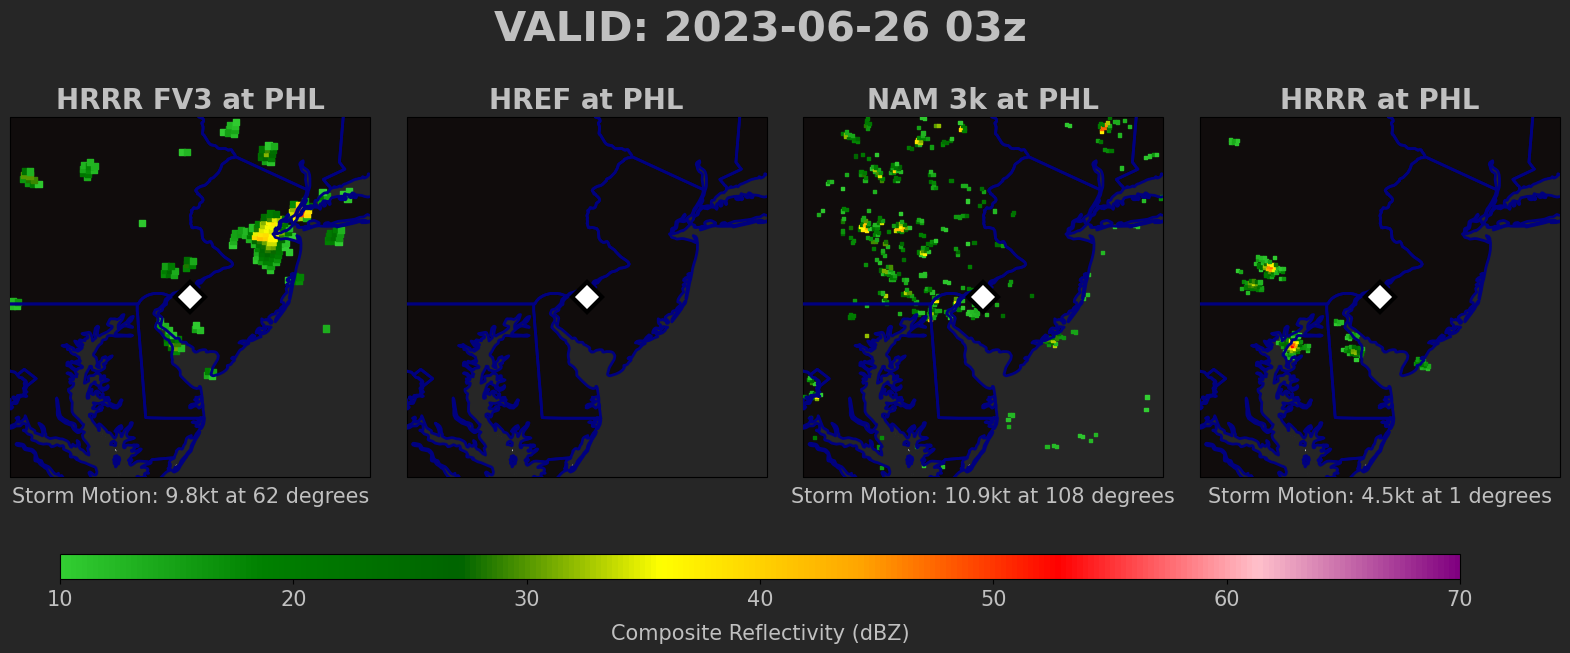 VALID: 2023-06-26 03z
HRRR FV3 at PHL
HREF at PHL
NAM 3k at PHL
HRRR at PHL
Storm Motion: 9.8kt at 62 degrees
Storm Motion: 10.9kt at 108 degrees
Storm Motion: 4.5kt at 1 degrees
10 20 30 40 50 60 70
Composite Reflectivity (dBZ)